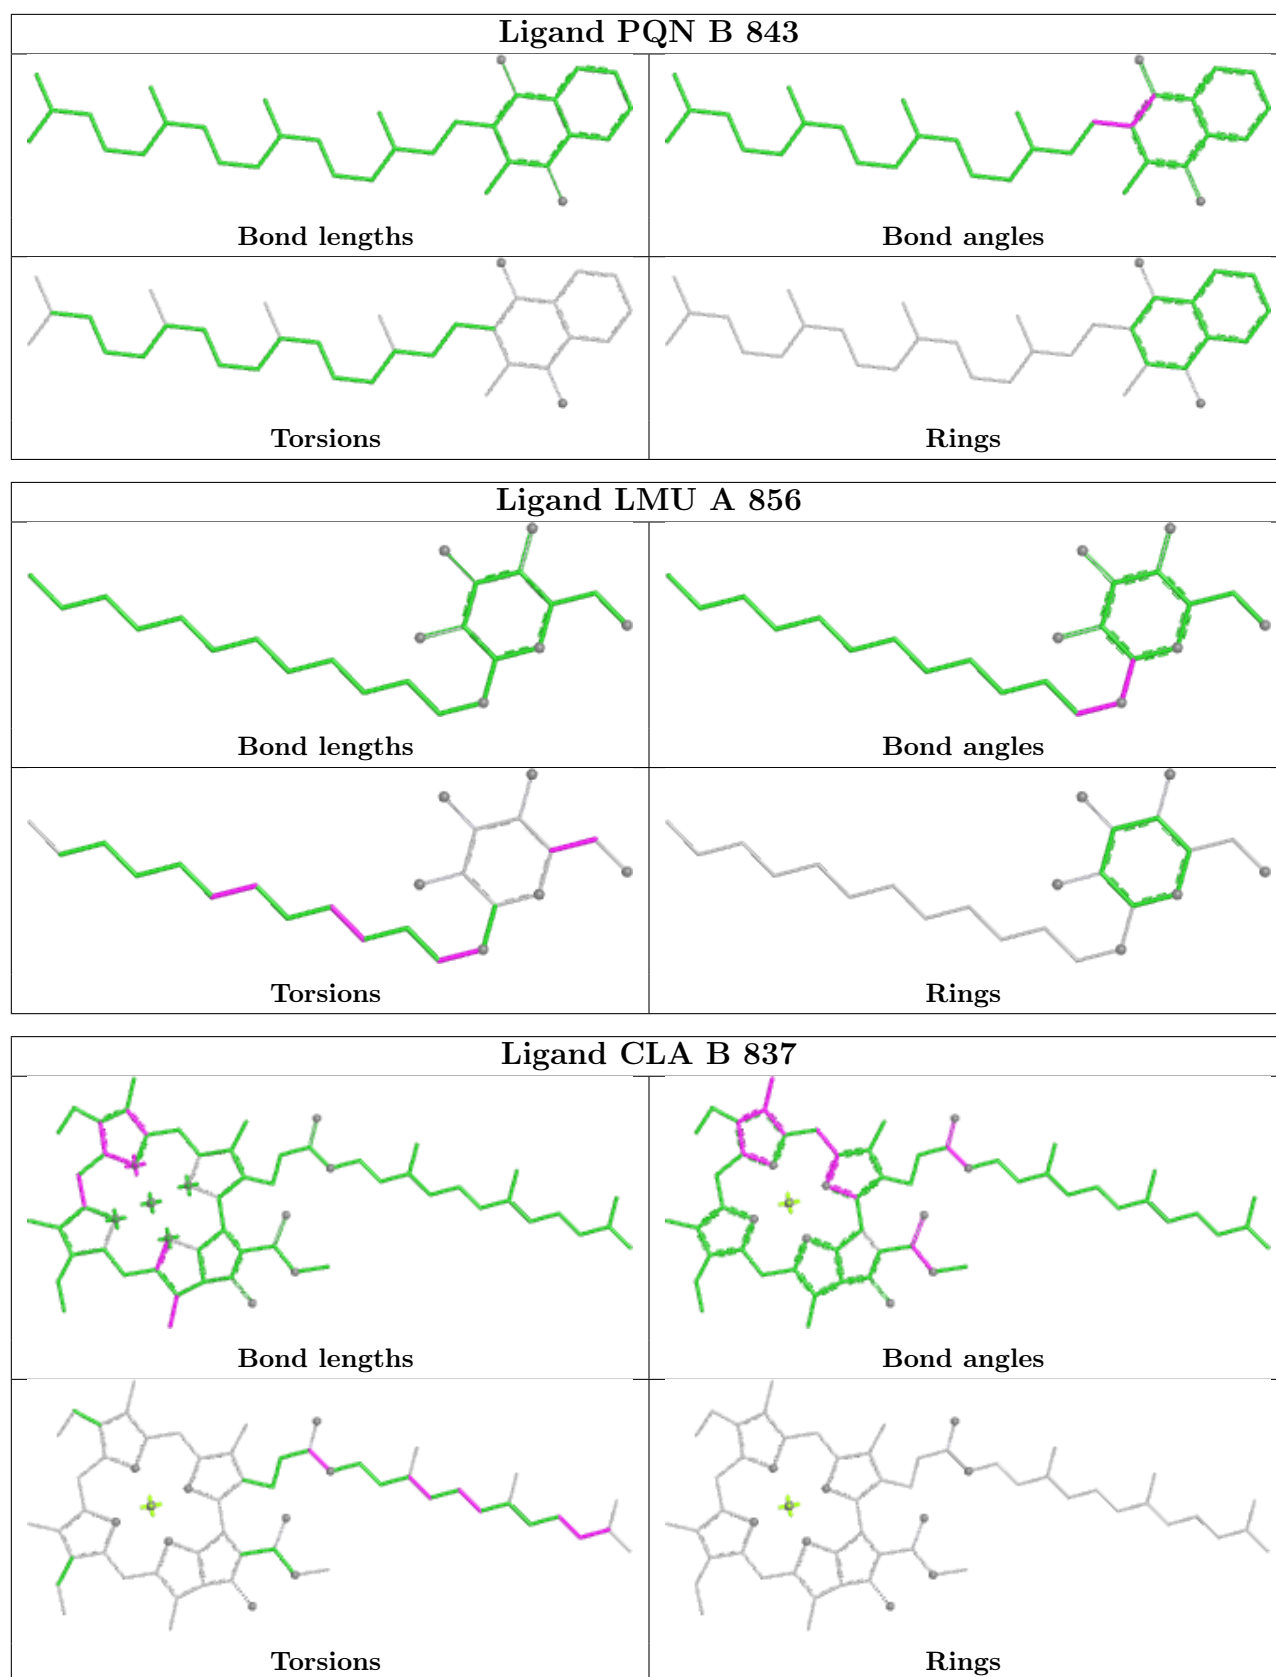 Ligand PQN B 843
Bond lengths
Bond angles
Torsions
Rings
Ligand LMU A 856
Bond lengths
Bond angles
Torsions
Rings
Ligand CLA B 837
Bond lengths
Bond angles
Torsions
Rings